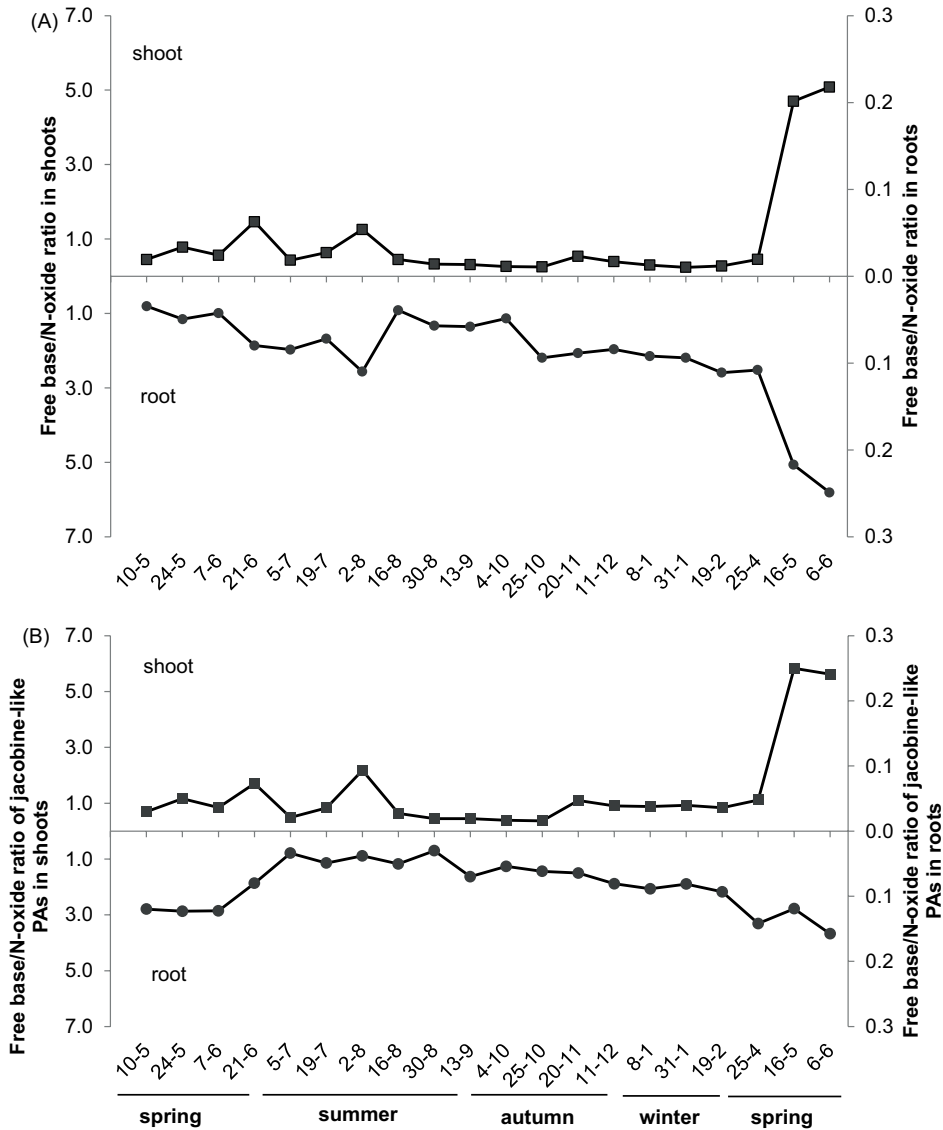 (A)
7.0
5.0
3.0
1.0
1.0
3.0
5.0
7.0
Free base/N-oxide ratio in shoots
shoot
root
0.3
0.2
0.1
0.0
0.1
0.2
0.3
Free base/N-oxide ratio in roots
10-5 24-5 7-6 21-6 5-7 19-7 2-8 16-8 30-8 13-9 4-10 25-10 20-11 11-12 8-1 31-1 19-2 25-4 16-5 6-6
(B)
7.0
5.0
3.0
1.0
1.0
3.0
5.0
7.0
Free base/N-oxide ratio of jacobine-like
PAs in shoots
shoot
root
0.3
0.2
0.1
0.0
0.1
0.2
0.3
Free base/N-oxide ratio of jacobine-like
PAs in roots
10-5 24-5 7-6 21-6 5-7 19-7 2-8 16-8 30-8 13-9 4-10 25-10 20-11 11-12 8-1 31-1 19-2 25-4 16-5 6-6
spring summer autumn winter spring